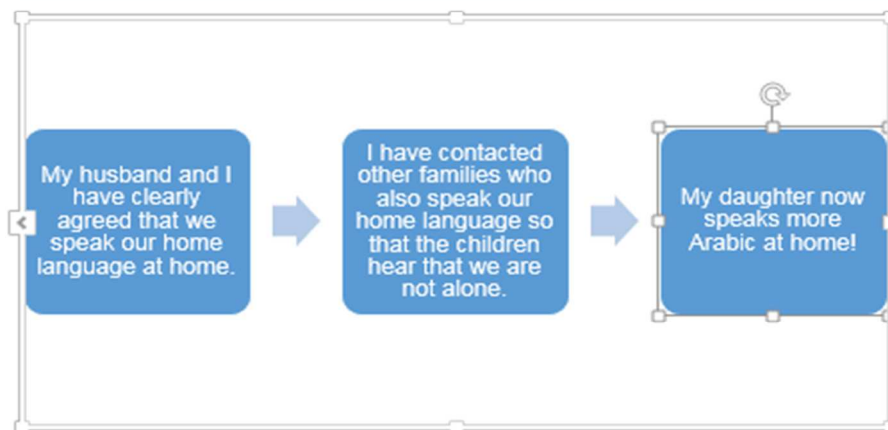 My husband and I
have clearly
agreed that we
speak our home
language at home.
I have contacted
other families who
also speak our
home language so
that the children
hear that we are
not alone.
My daughter now
speaks more
Arabic at home!